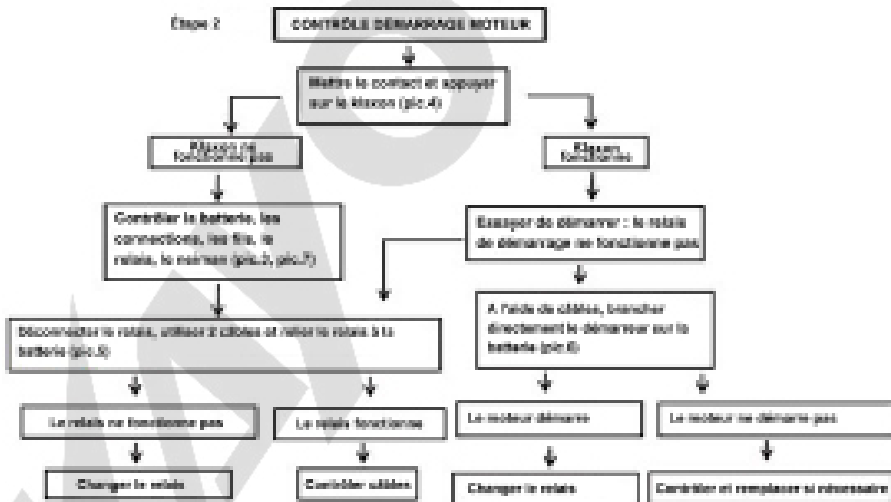 Étape 2
CONTRÔLE DÉMARRAGE MOTEUR
Mettre le contact et appuyer
sur le klaxon (pic.4)
Klaxon ne
fonctionne pas
Klaxon
fonctionne
Contrôler la batterie, les
connections, les fils, le
relais, le neiman (pic.3, pic.7)
Essayer de démarrer : le relais
de démarrage ne fonctionne pas
Déconnecter le relais, utiliser 2 câbles et relier le relais à la
batterie (pic.5)
A l'aide de câbles, brancher
directement le démarreur sur la
batterie (pic.6)
Le relais ne fonctionne pas
Le relais fonctionne
Le moteur démarre
Le moteur ne démarre pas
Changer le relais
Contrôler câbles
Changer le relais
Contrôler et remplacer si nécessaire